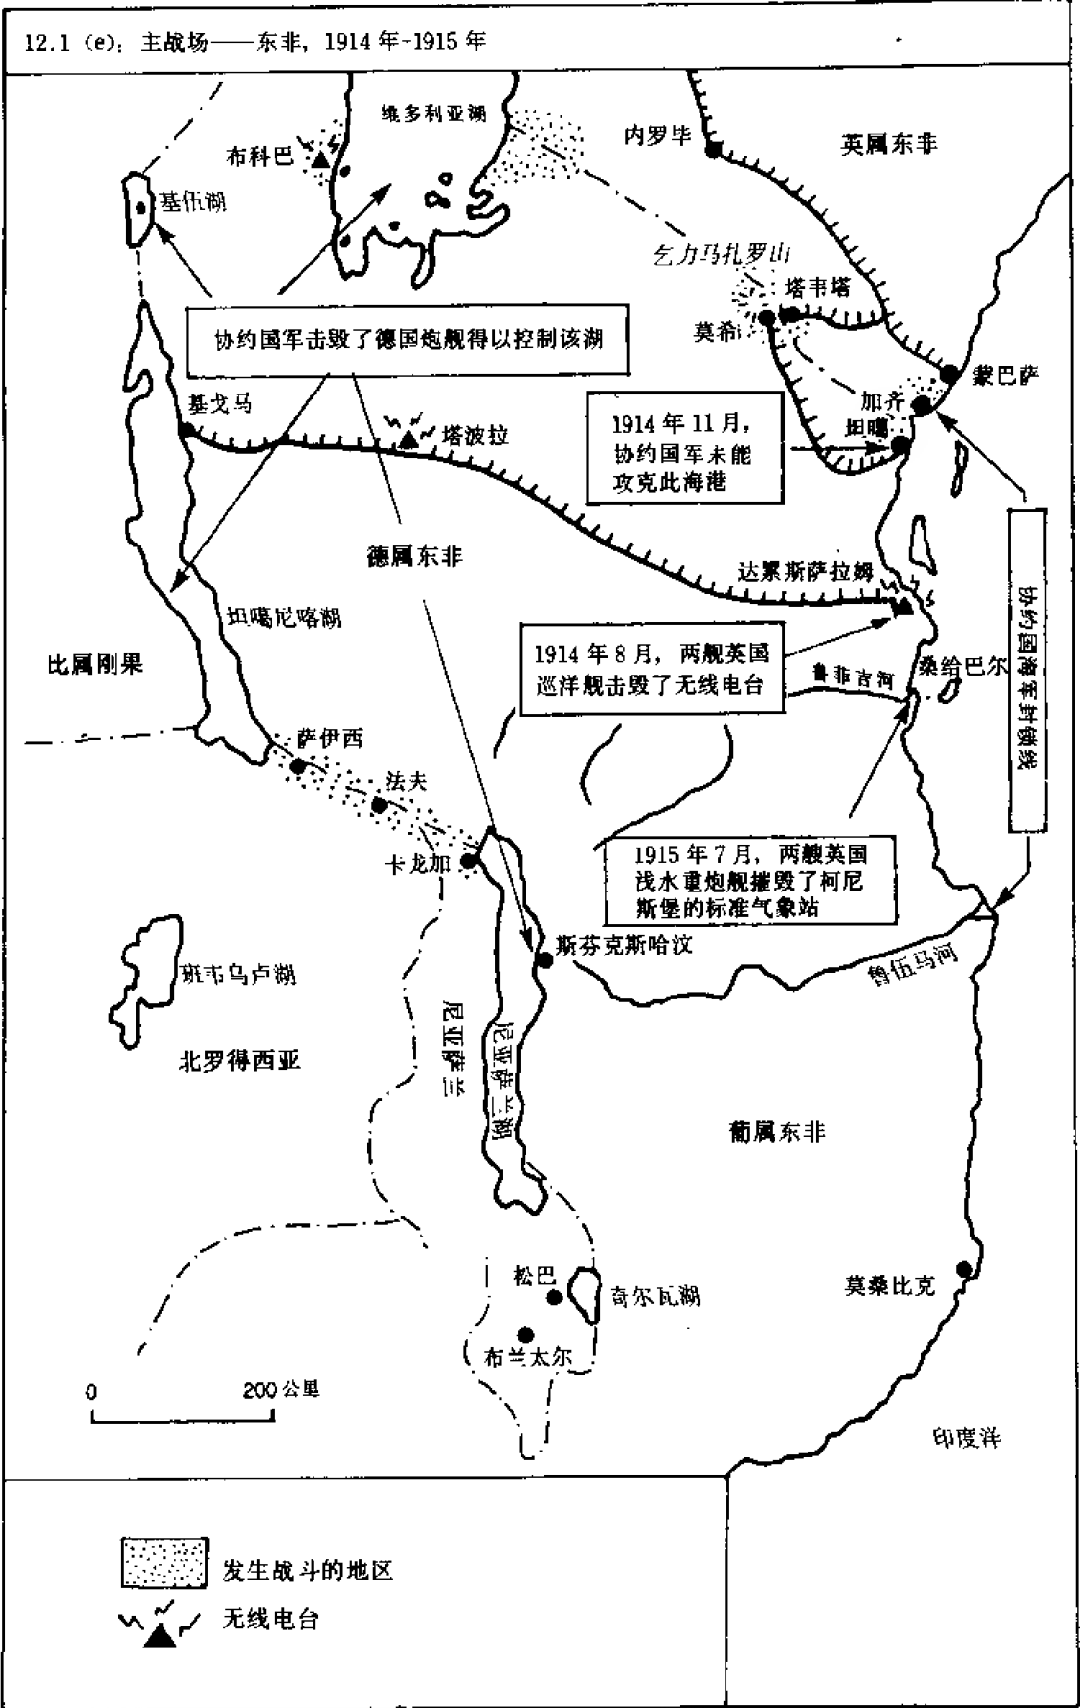 12.1 (e)：主战场——东非，1914年-1915年
维多利亚湖
内罗毕
英属东非
布科巴
基伍湖
乞力马扎罗山
塔韦塔
莫希
协约国军击毁了德国炮舰得以控制该湖
蒙巴萨
加齐
基戈马
塔波拉
坦噶
1914年11月，
协约国军未能
攻克此海港
德属东非
达累斯萨拉姆
协约国海军封锁线
坦噶尼喀湖
比属刚果
1914年8月，两舰英国
巡洋舰击毁了无线电台
桑给巴尔
鲁菲吉河
萨伊西
法夫
卡龙加
1915年7月，两艘英国
浅水重炮舰摧毁了柯尼
斯堡的标准气象站
斯芬克斯哈汶
鲁伍马河
班韦乌卢湖
尼亚萨兰
尼亚萨兰湖
北罗得西亚
葡属东非
松巴
奇尔瓦湖
莫桑比克
布兰太尔
0
200公里
印度洋
发生战斗的地区
无线电台